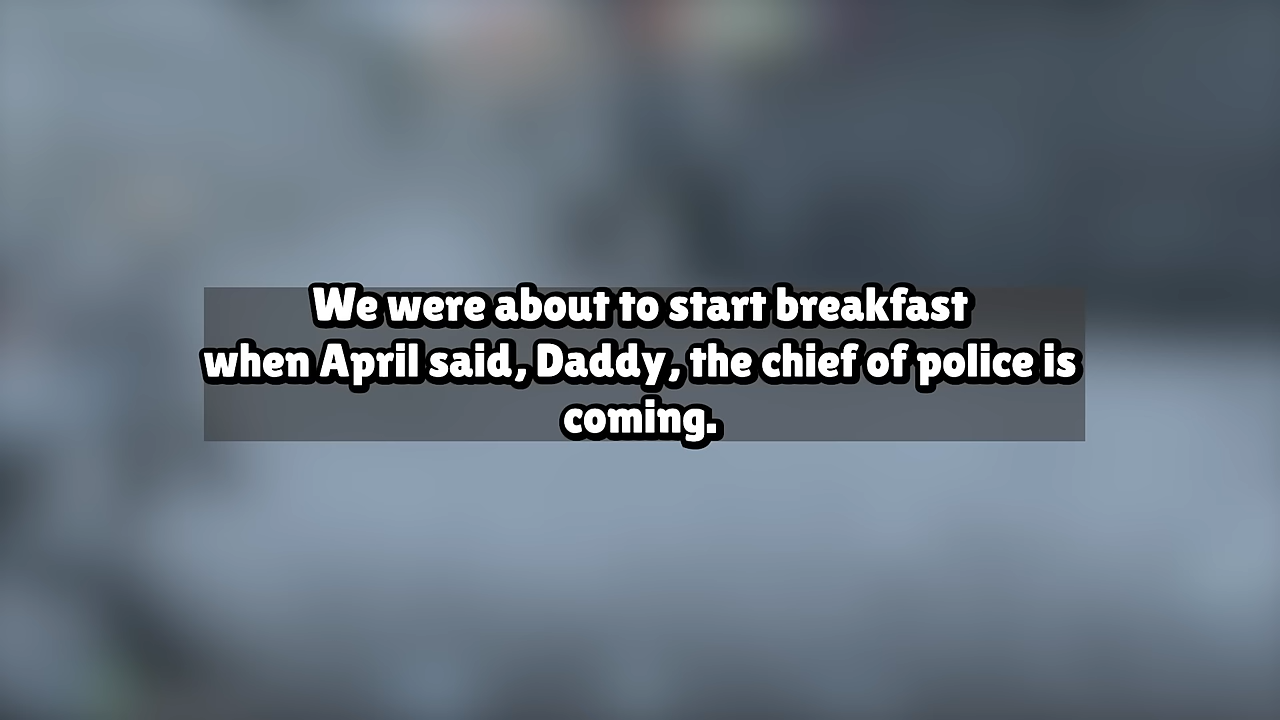 We were about to start breakfast
when April said, Daddy, the chief of police is
coming.